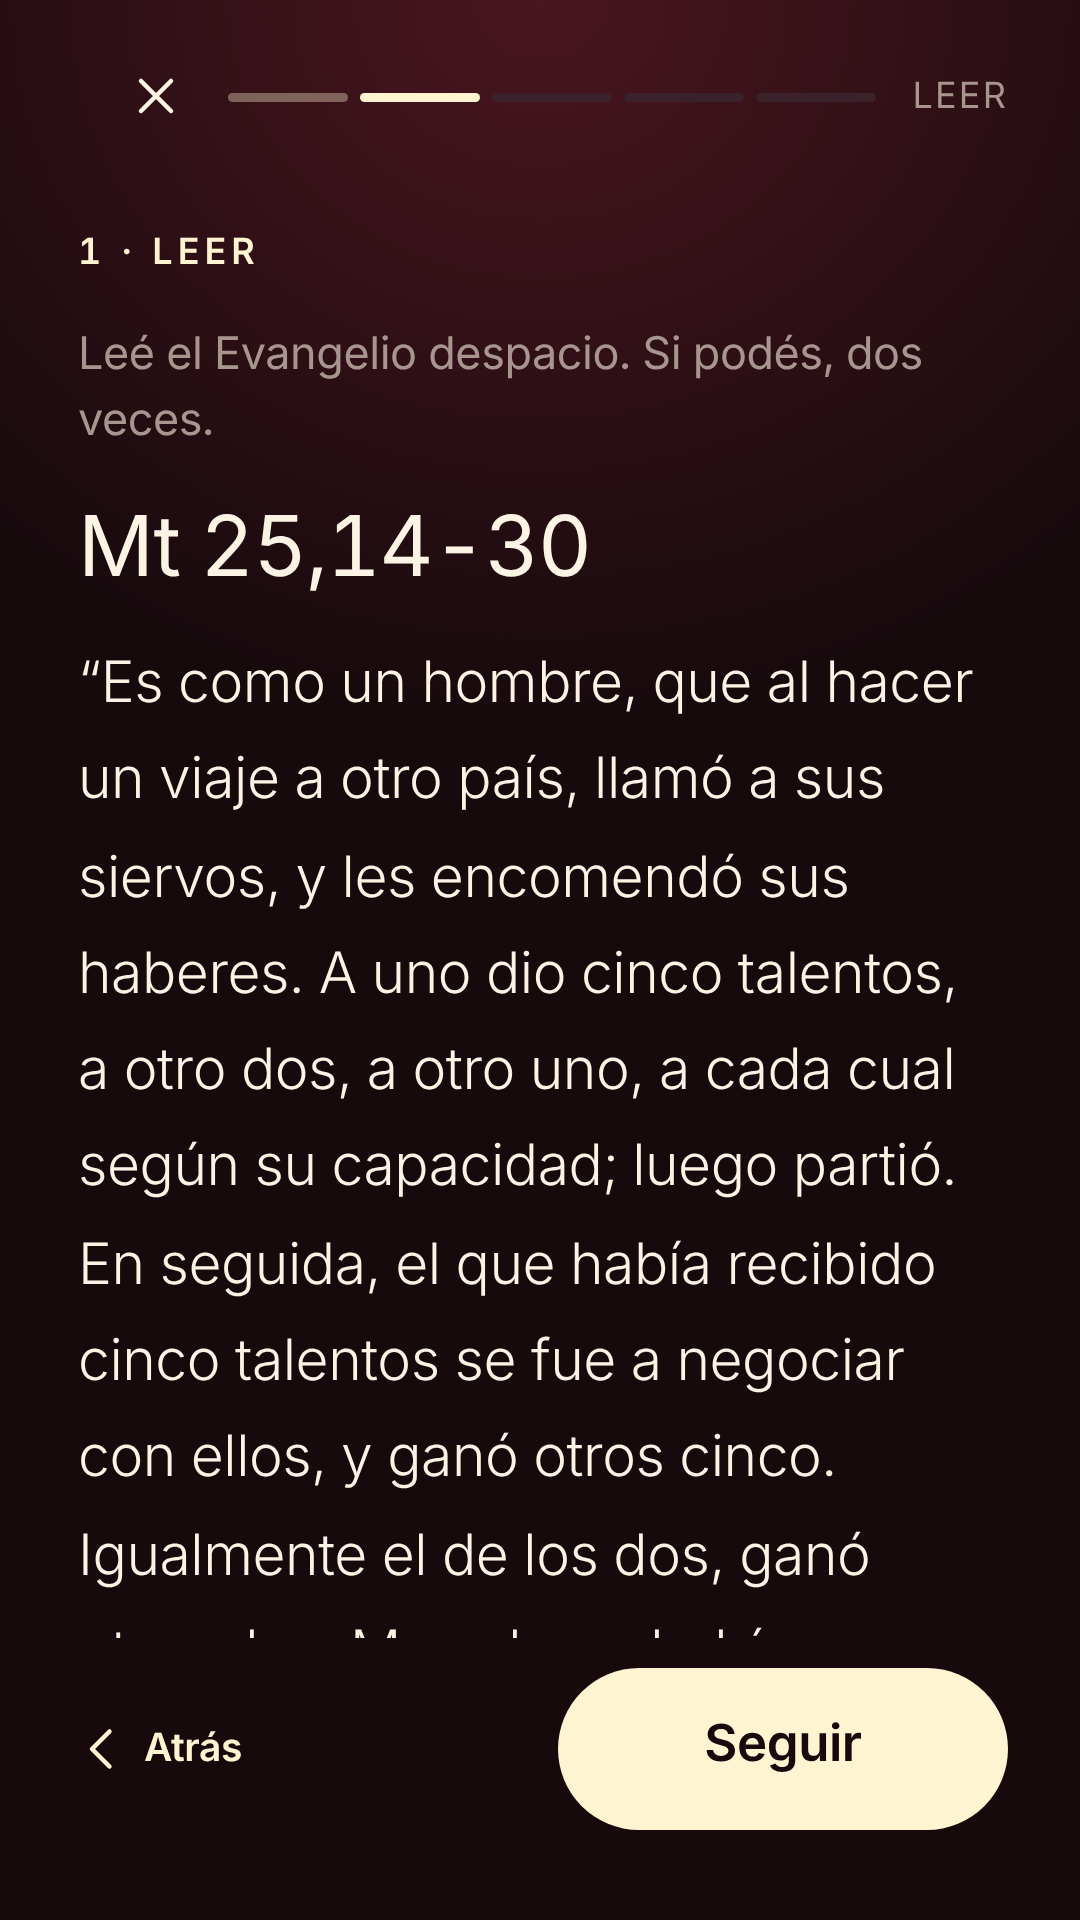 LEER
1 · LEER
Leé el Evangelio despacio. Si podés, dos
veces.
Mt 25,14-30
“Es como un hombre, que al hacer
un viaje a otro país, llamó a sus
siervos, y les encomendó sus
haberes. A uno dio cinco talentos,
a otro dos, a otro uno, a cada cual
según su capacidad; luego partió.
En seguida, el que había recibido
cinco talentos se fue a negociar
con ellos, y ganó otros cinco.
Igualmente el de los dos, ganó
Atrás
Seguir